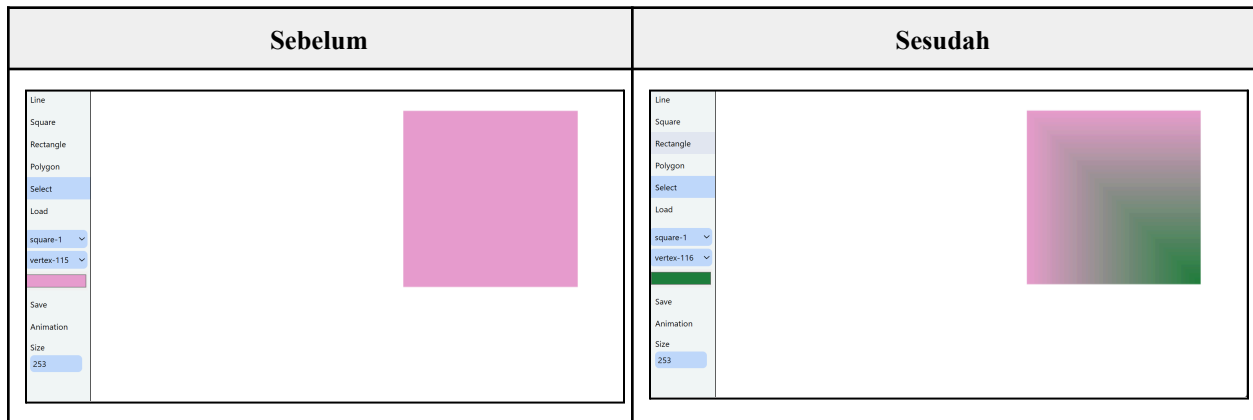 Sebelum
Sesudah
Line
Square
Rectangle
Polygon
Select
Load
square-1
vertex-115
Save
Animation
Size
253
Line
Square
Rectangle
Polygon
Select
Load
square-1
vertex-116
Save
Animation
Size
253